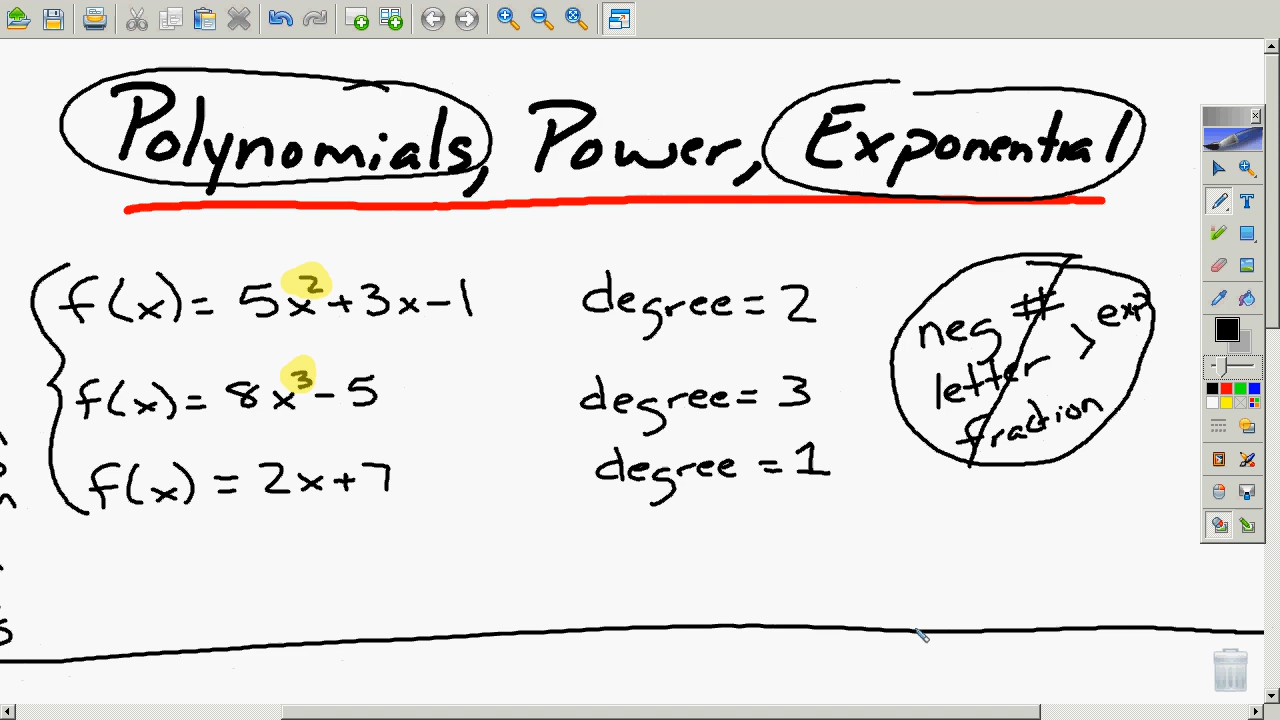 Polynomials, Power, Exponential
f(x) = 5x²+3x-1 degree = 2
f(x) = 8x³-5 degree = 3
f(x) = 2x+7 degree = 1
neg #
letter > exp
fraction